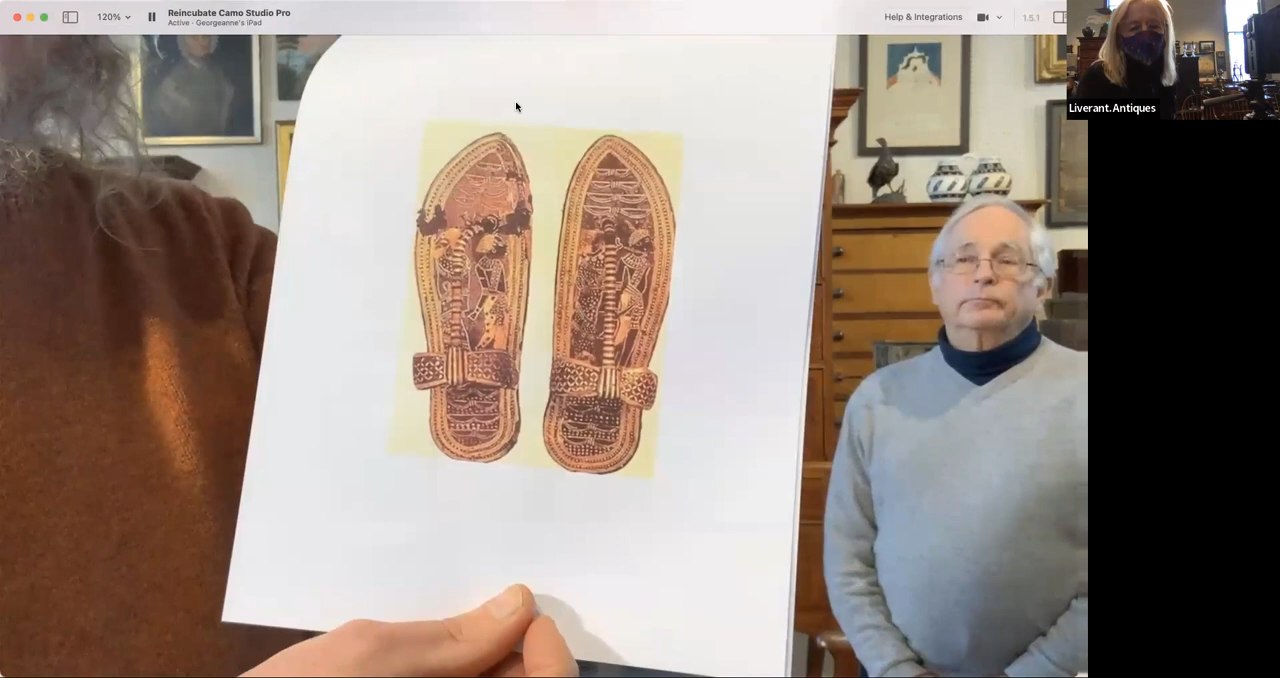 120%
Reincubate Camo Studio Pro
Active · Georgeanne's iPad
Help & Integrations
1.5.1
Liverant.Antiques